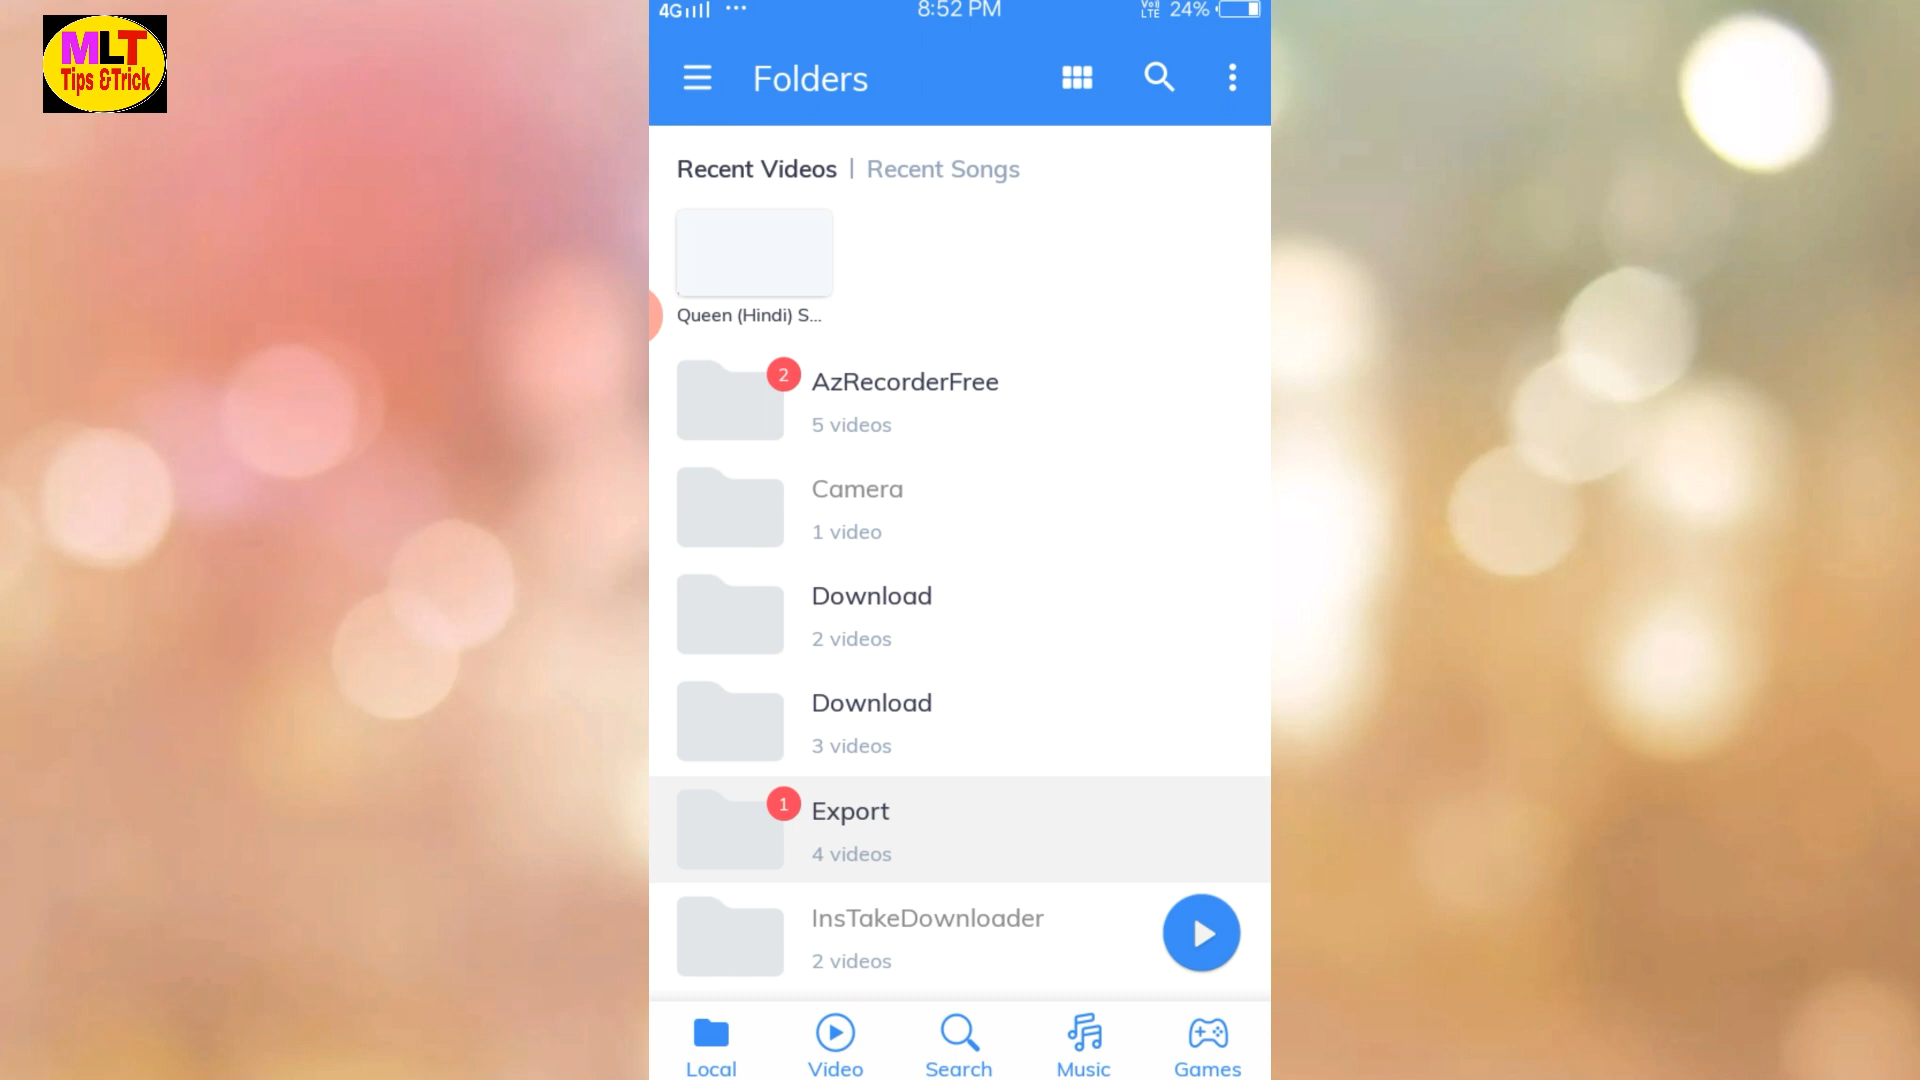 MLT
Tips &Trick
4G 8:52 PM VoLTE 24%
Folders
Recent Videos | Recent Songs
Queen (Hindi) S...
2
AzRecorderFree
5 videos
Camera
1 video
Download
2 videos
Download
3 videos
1
Export
4 videos
InsTakeDownloader
2 videos
Local Video Search Music Games